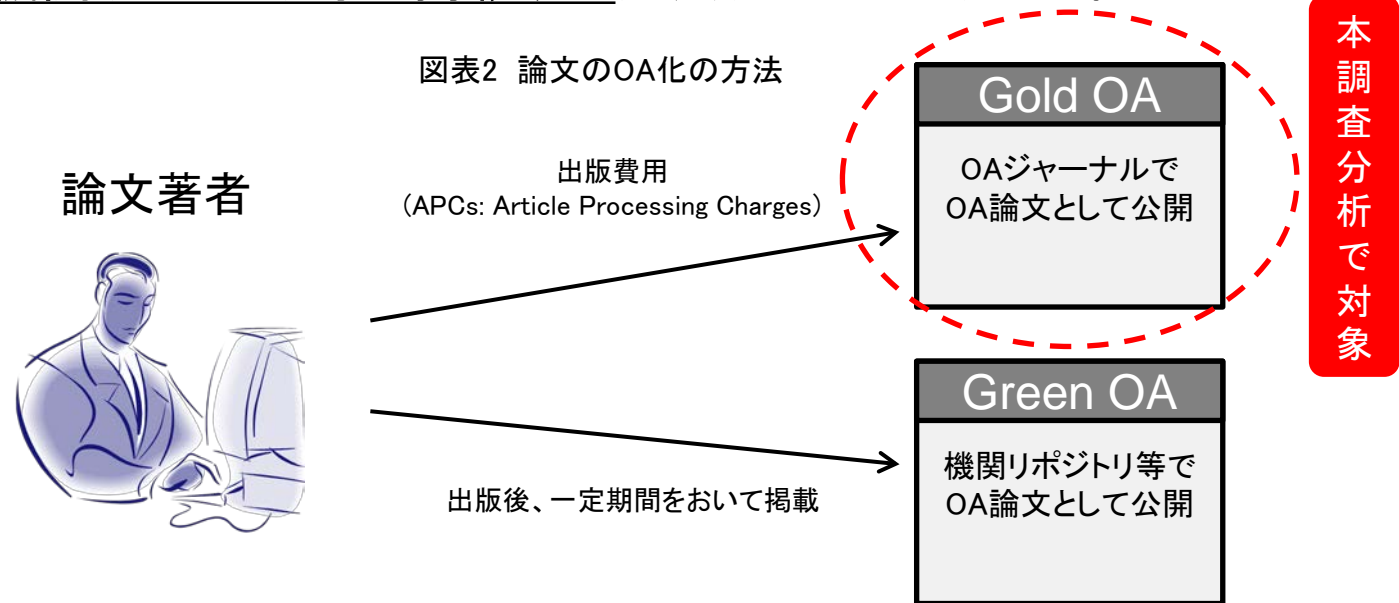 図表2 論文のOA化の方法
論文著者
出版費用
(APCs: Article Processing Charges)
Gold OA
OAジャーナルで
OA論文として公開
本調査分析で対象
Green OA
機関リポジトリ等で
OA論文として公開
出版後、一定期間をおいて掲載